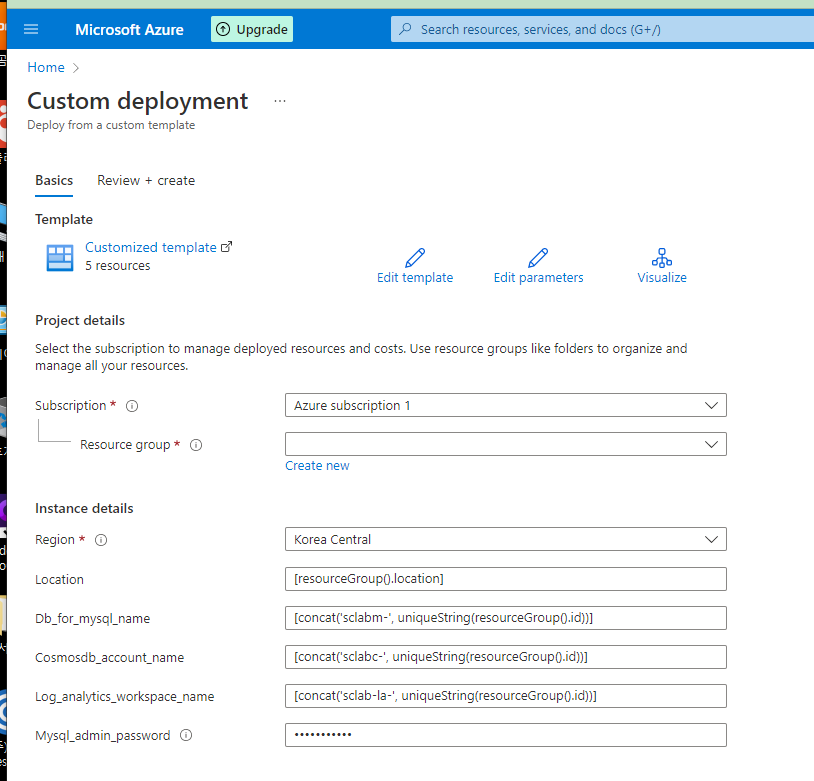 Microsoft Azure
Upgrade
Search resources, services, and docs (G+/)
Home
Custom deployment ...
Deploy from a custom template
Basics
Review + create
Template
Customized template
5 resources
Edit template
Edit parameters
Visualize
Project details
Select the subscription to manage deployed resources and costs. Use resource groups like folders to organize and
manage all your resources.
Subscription *
Azure subscription 1
Resource group *
Create new
Instance details
Region *
Korea Central
Location
[resourceGroup().location]
Db_for_mysql_name
[concat('sclabm-', uniqueString(resourceGroup().id))]
Cosmosdb_account_name
[concat('sclabc-', uniqueString(resourceGroup().id))]
Log_analytics_workspace_name
[concat('sclab-la-', uniqueString(resourceGroup().id))]
Mysql_admin_password
•••••••••••